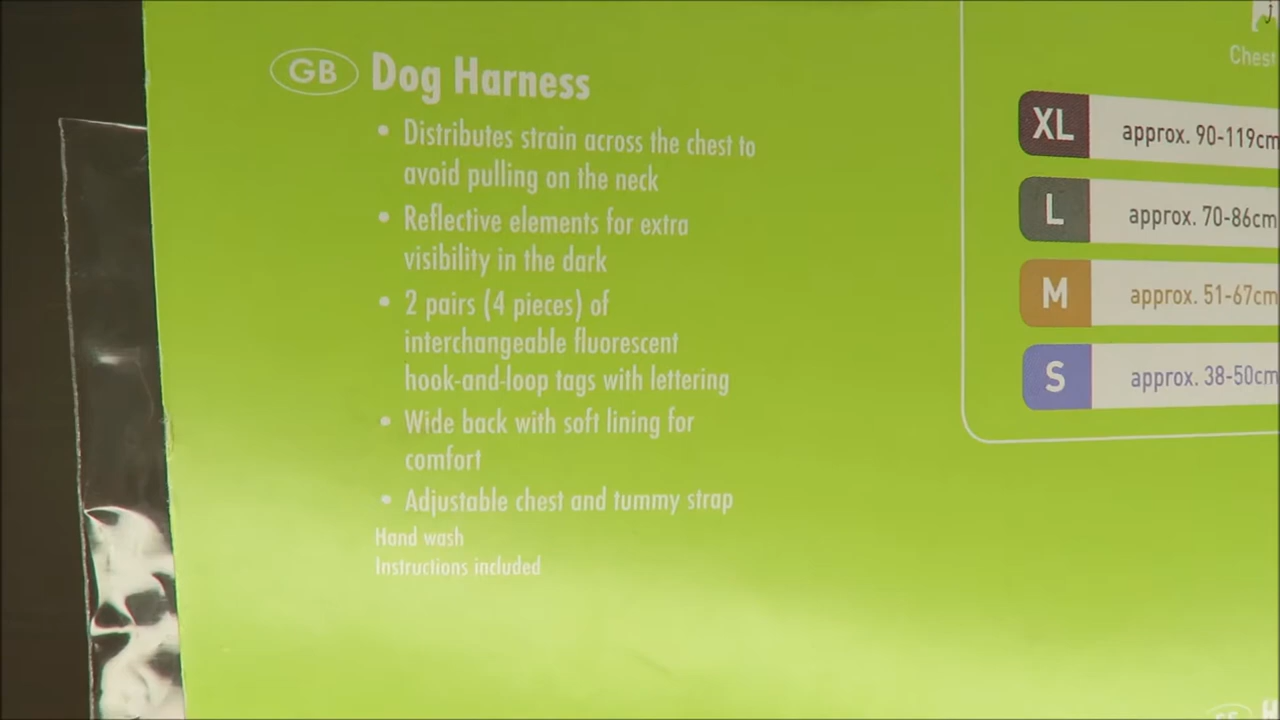 GB Dog Harness
• Distributes strain across the chest to
avoid pulling on the neck
• Reflective elements for extra
visibility in the dark
• 2 pairs (4 pieces) of
interchangeable fluorescent
hook-and-loop tags with lettering
• Wide back with soft lining for
comfort
• Adjustable chest and tummy strap
Hand wash
Instructions included
Chest
XL approx. 90-119cm
L approx. 70-86cm
M approx. 51-67cm
S approx. 38-50cm